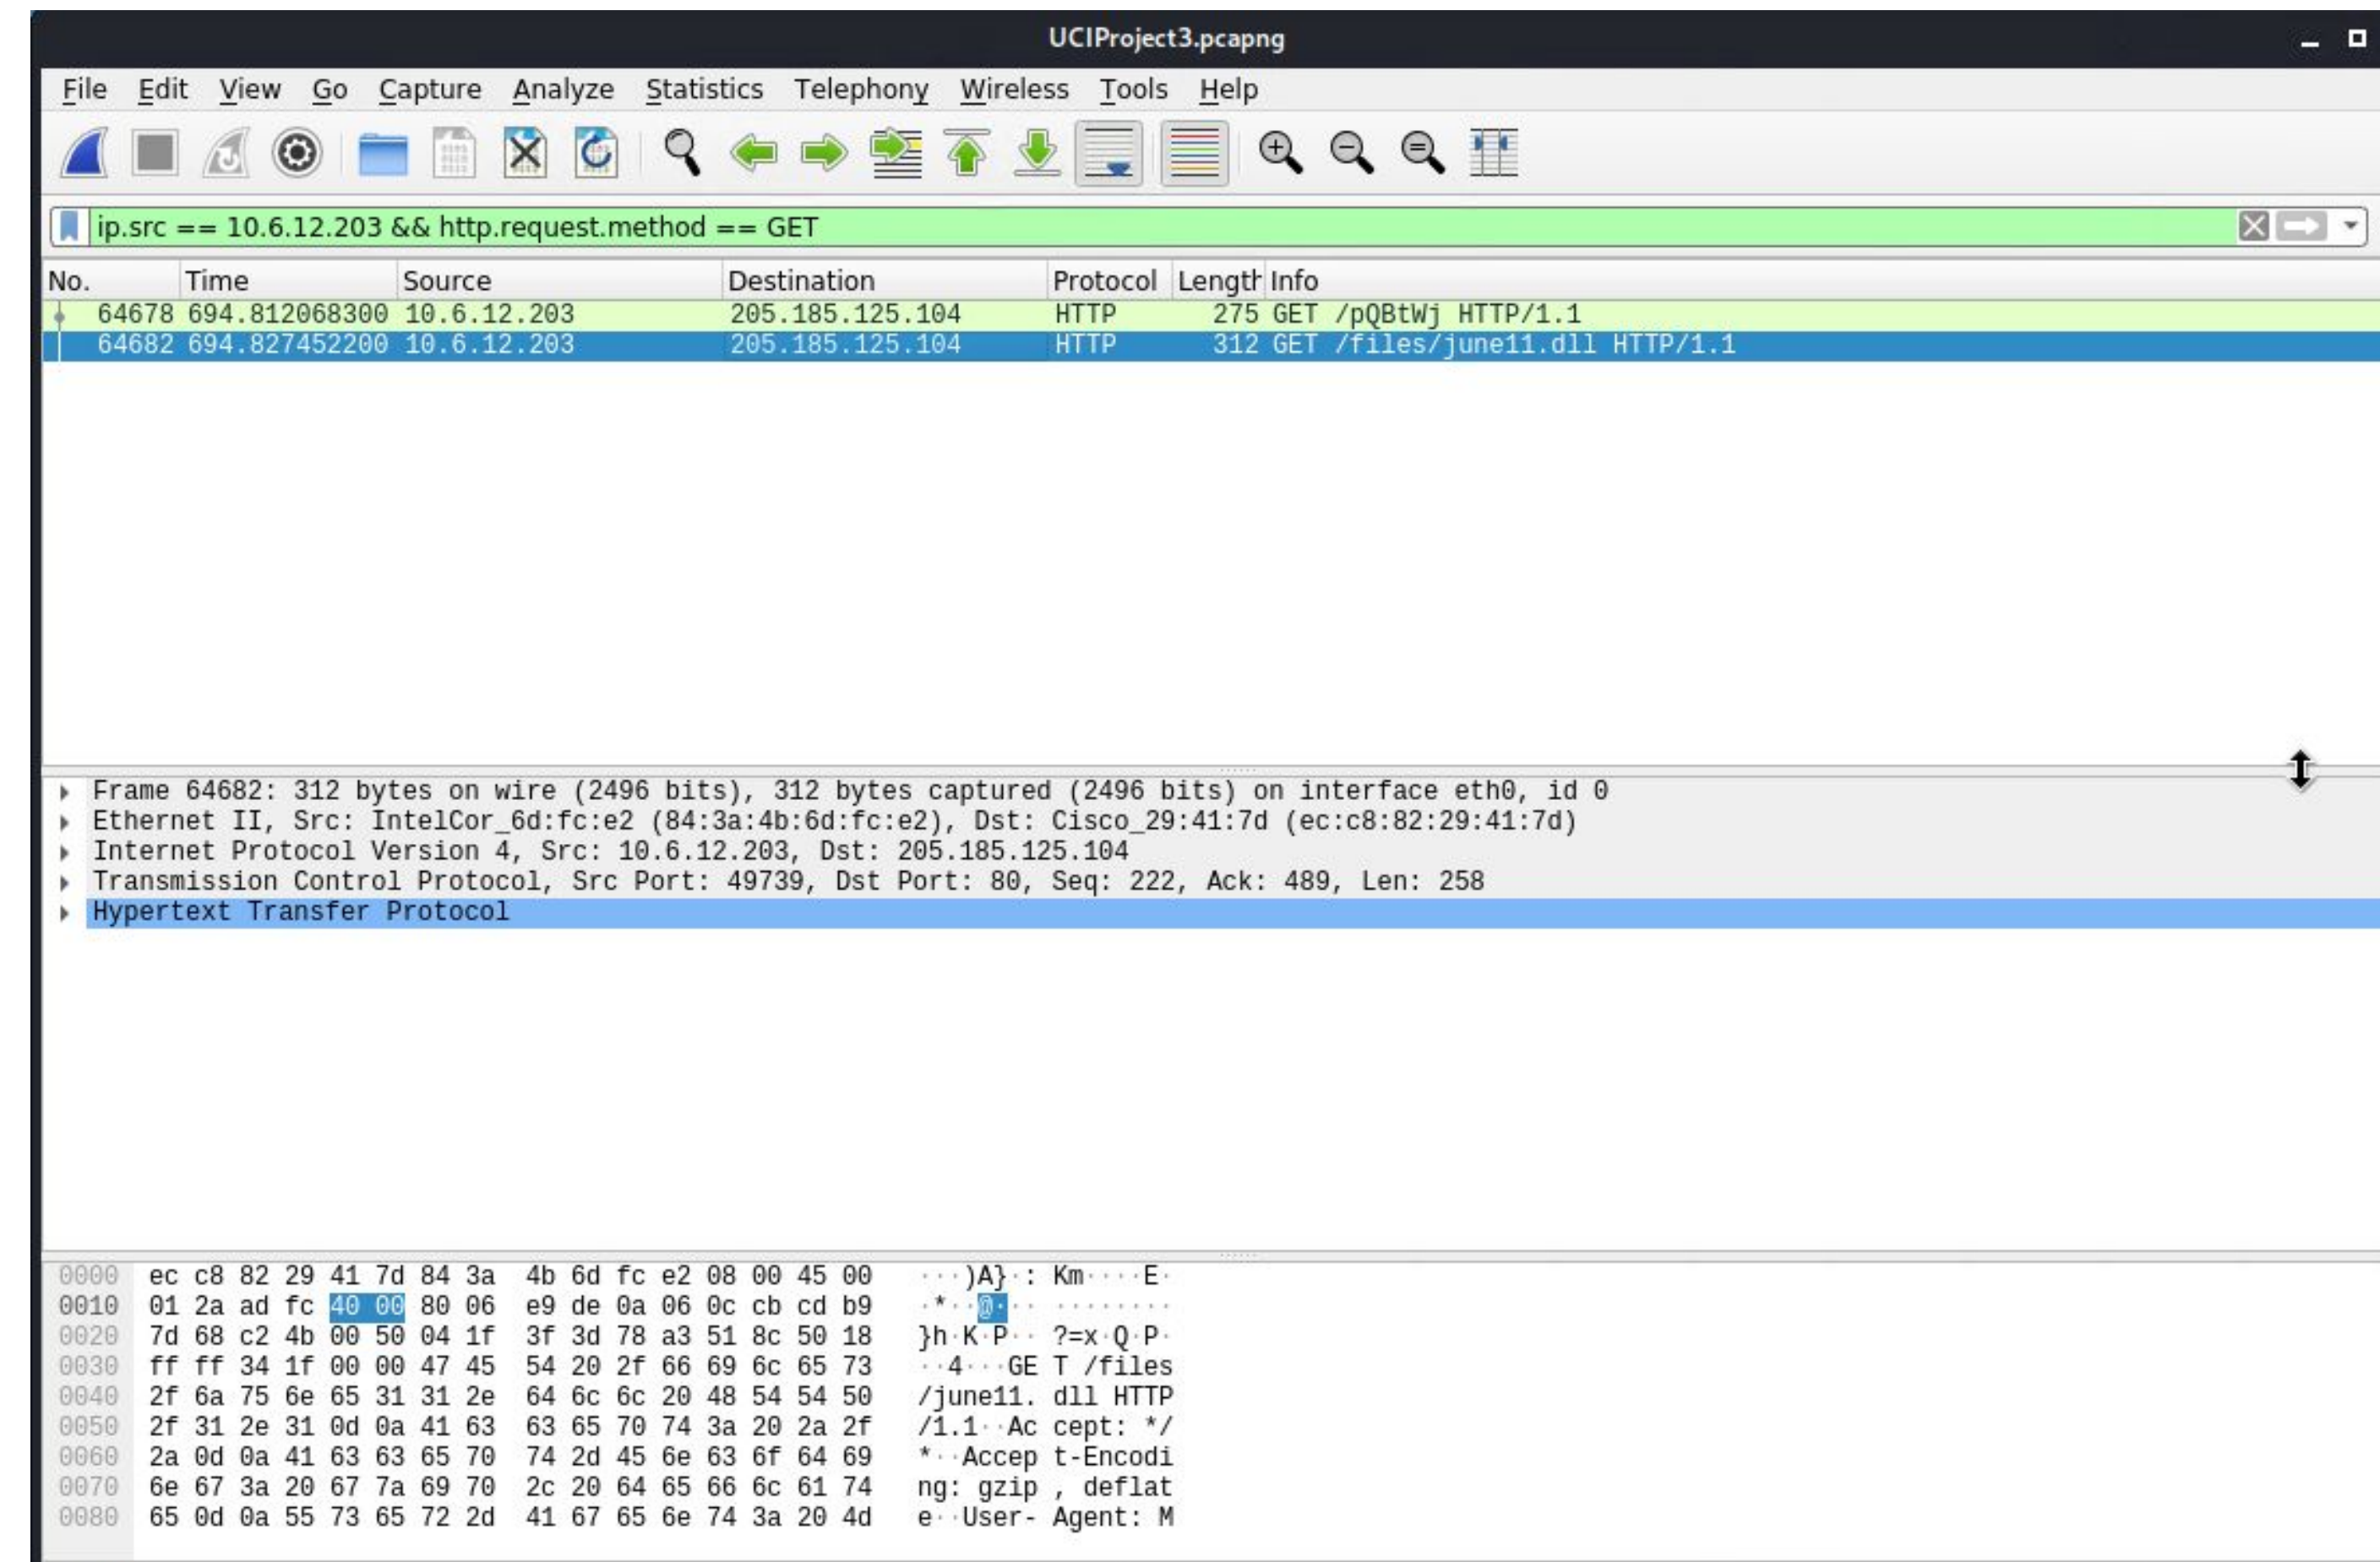 UCIProject3.pcapng
File Edit View Go Capture Analyze Statistics Telephony Wireless Tools Help
ip.src == 10.6.12.203 && http.request.method == GET
No. Time Source Destination Protocol Length Info
64678 694.812068300 10.6.12.203 205.185.125.104 HTTP 275 GET /pQBtWj HTTP/1.1
64682 694.827452200 10.6.12.203 205.185.125.104 HTTP 312 GET /files/june11.dll HTTP/1.1
Frame 64682: 312 bytes on wire (2496 bits), 312 bytes captured (2496 bits) on interface eth0, id 0
Ethernet II, Src: IntelCor_6d:fc:e2 (84:3a:4b:6d:fc:e2), Dst: Cisco_29:41:7d (ec:c8:82:29:41:7d)
Internet Protocol Version 4, Src: 10.6.12.203, Dst: 205.185.125.104
Transmission Control Protocol, Src Port: 49739, Dst Port: 80, Seq: 222, Ack: 489, Len: 258
Hypertext Transfer Protocol
0000 ec c8 82 29 41 7d 84 3a 4b 6d fc e2 08 00 45 00 ···)A}·: Km····E·
0010 01 2a ad fc 40 00 80 06 e9 de 0a 06 0c cb cd b9 ·*··@··· ········
0020 7d 68 c2 4b 00 50 04 1f 3f 3d 78 a3 51 8c 50 18 }h·K·P·· ?=x·Q·P·
0030 ff ff 34 1f 00 00 47 45 54 20 2f 66 69 6c 65 73 ··4···GE T /files
0040 2f 6a 75 6e 65 31 31 2e 64 6c 6c 20 48 54 54 50 /june11. dll HTTP
0050 2f 31 2e 31 0d 0a 41 63 63 65 70 74 3a 20 2a 2f /1.1··Ac cept: */
0060 2a 0d 0a 41 63 63 65 70 74 2d 45 6e 63 6f 64 69 *··Accep t-Encodi
0070 6e 67 3a 20 67 7a 69 70 2c 20 64 65 66 6c 61 74 ng: gzip , deflat
0080 65 0d 0a 55 73 65 72 2d 41 67 65 6e 74 3a 20 4d e··User- Agent: M